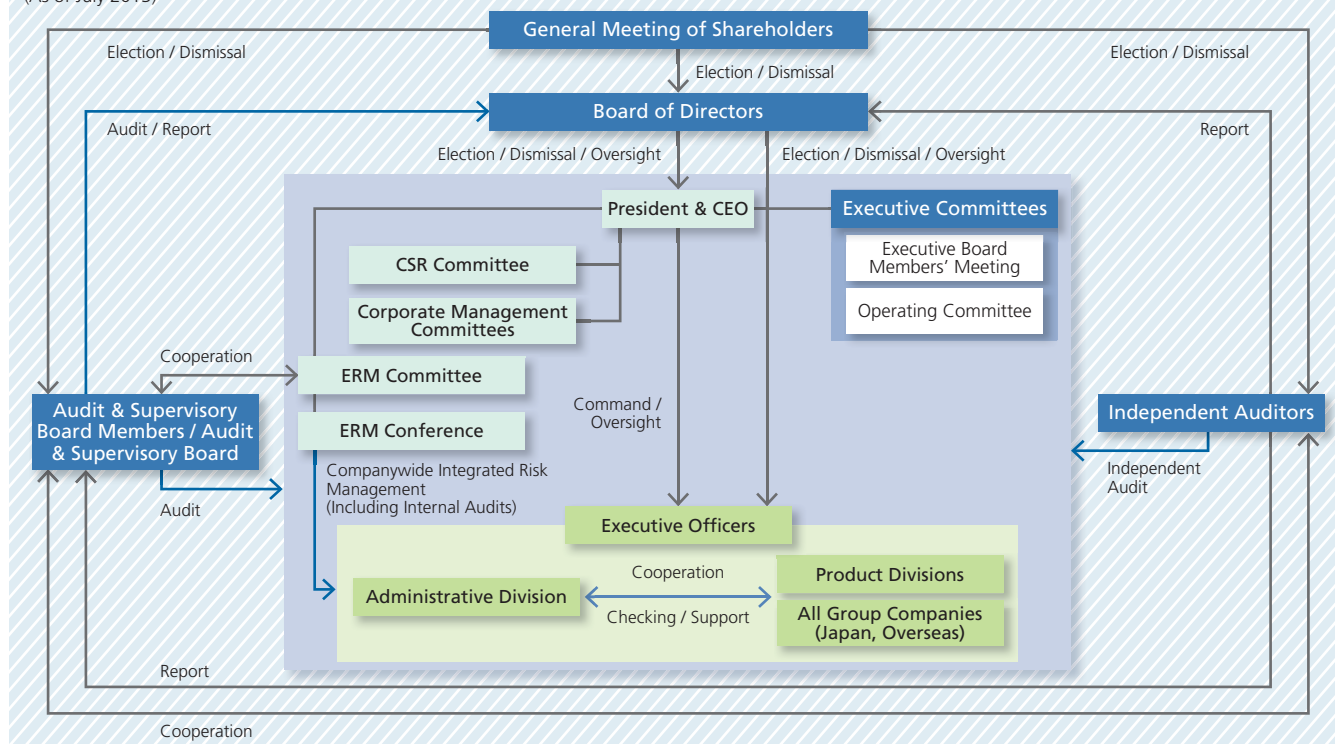 (As of July 2013)
General Meeting of Shareholders
Election / Dismissal
Election / Dismissal
Election / Dismissal
Board of Directors
Audit / Report
Report
Election / Dismissal / Oversight
Election / Dismissal / Oversight
President & CEO
Executive Committees
Executive Board
Members’ Meeting
Operating Committee
CSR Committee
Corporate Management
Committees
Cooperation
ERM Committee
ERM Conference
Command /
Oversight
Audit & Supervisory
Board Members / Audit
& Supervisory Board
Independent Auditors
Companywide Integrated Risk
Management
(Including Internal Audits)
Independent
Audit
Audit
Executive Officers
Administrative Division
Cooperation
Checking / Support
Product Divisions
All Group Companies
(Japan, Overseas)
Report
Cooperation